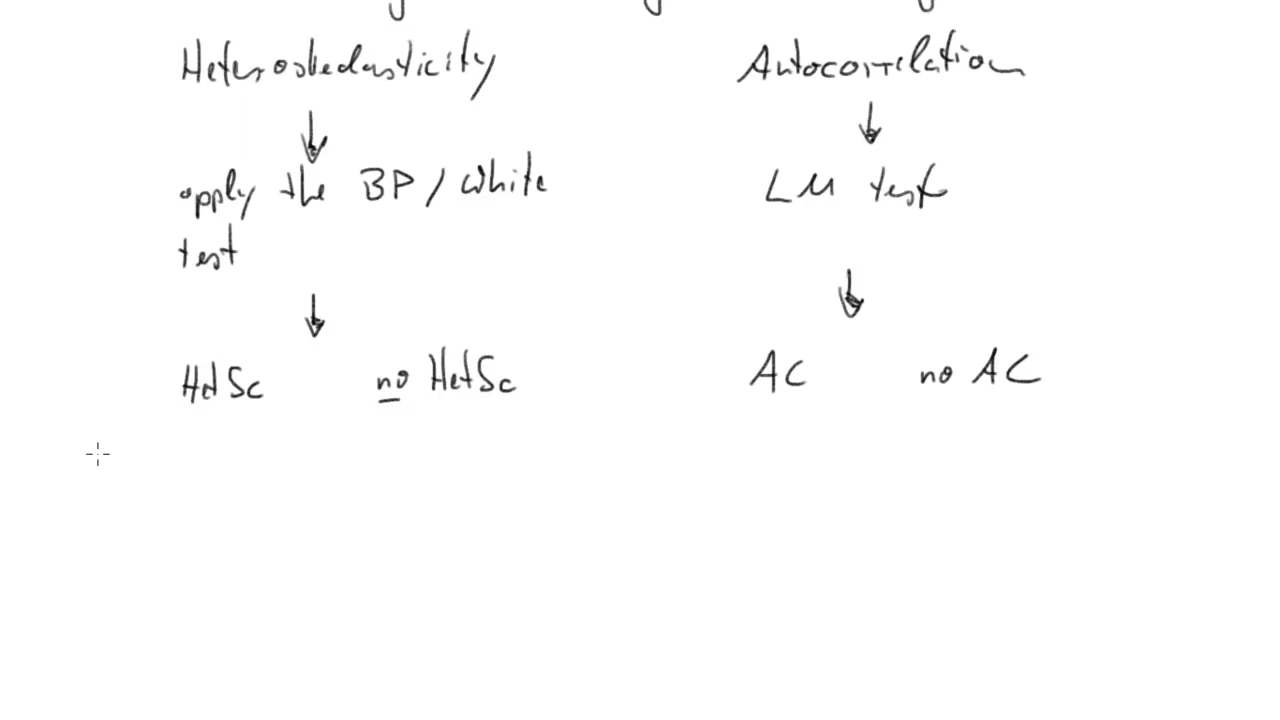 Heteroskedasticity Autocorrelation
apply the BP / White LM test
test
HetSc no HetSc AC no AC